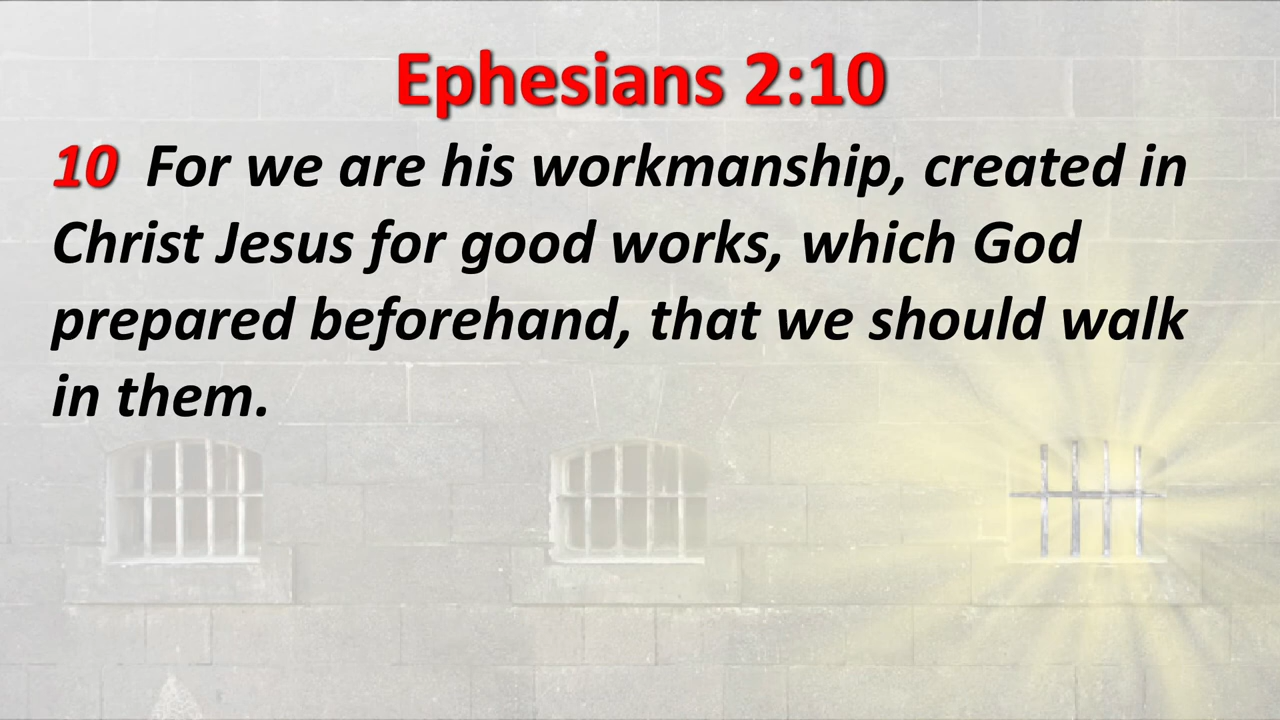 Ephesians 2:10
10 For we are his workmanship, created in
Christ Jesus for good works, which God
prepared beforehand, that we should walk
in them.